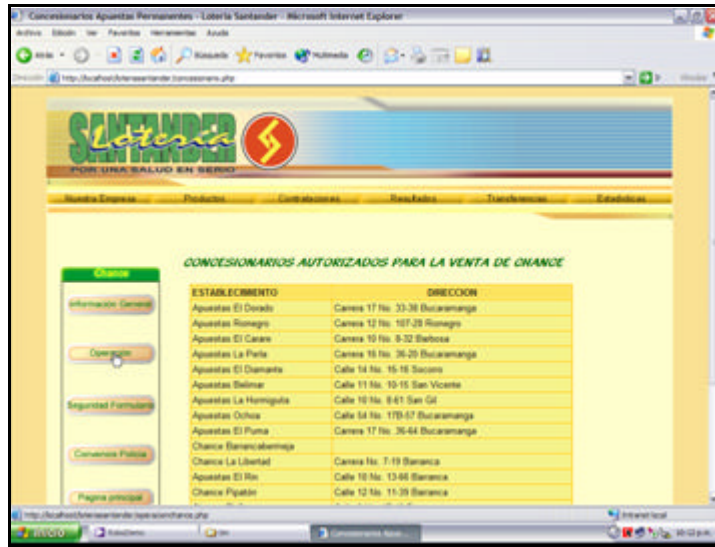 Concesionarios Apuestas Permanentes - Loteria Santander - Microsoft Internet Explorer
Archivo Edición Ver Favoritos Herramientas Ayuda
Atrás Búsqueda Favoritos Multimedia
Dirección http://localhost/loteriasantander/concesionario.php
Lotería
SANTANDER
POR UNA SALUD EN SERIO
Nuestra Empresa Productos Contrataciones Resultados Transferencias Estadísticas
CONCESIONARIOS AUTORIZADOS PARA LA VENTA DE CHANCE
Chance
Información General
Operación
Seguridad Formulario
Convenios Policia
Pagina principal
ESTABLECIMIENTO DIRECCION
Apuestas El Dorado Carrera 17 No. 33-38 Bucaramanga
Apuestas Rionegro Carrera 12 No. 107-28 Rionegro
Apuestas El Carare Carrera 10 No. 8-32 Barbosa
Apuestas La Perla Carrera 16 No. 36-20 Bucaramanga
Apuestas El Diamante Calle 14 No. 15-16 Socorro
Apuestas Belimar Calle 11 No. 10-15 San Vicente
Apuestas La Hormiguita Calle 10 No. 8-61 San Gil
Apuestas Ochoa Calle 54 No. 17B-57 Bucaramanga
Apuestas El Puma Carrera 17 No. 36-64 Bucaramanga
Chance Barrancabermeja
Chance La Libertad Carrera No. 7-19 Barranca
Apuestas El Rio Calle 10 No. 13-66 Barranca
Chance Pipatón Calle 12 No. 11-39 Barranca
http://localhost/loteriasantander/operacionchance.php
Intranet local
Inicio